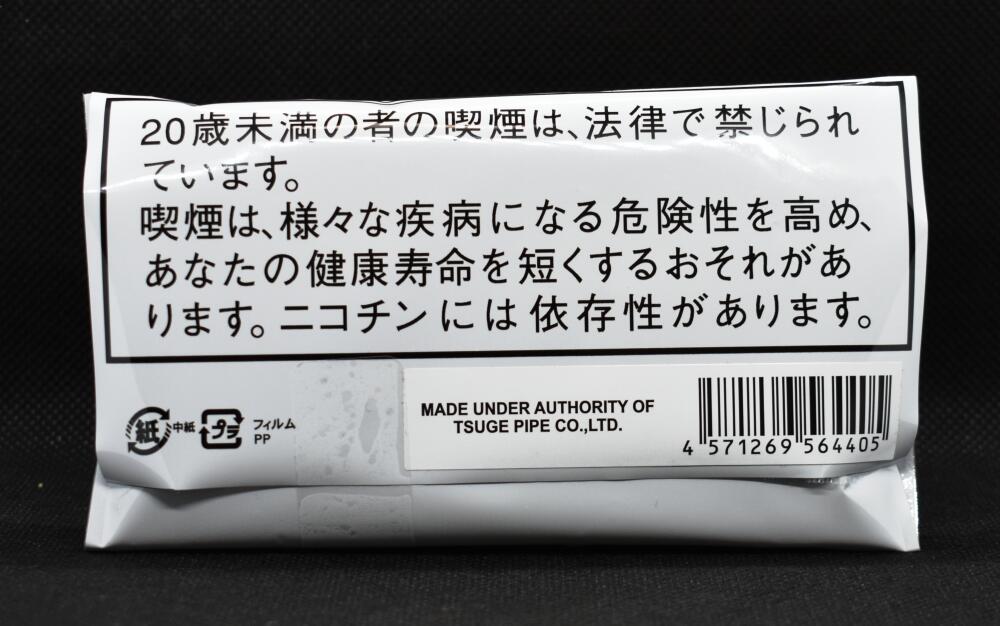 20歳未満の者の喫煙は、法律で禁じられ
ています。
喫煙は、様々な疾病になる危険性を高め、
あなたの健康寿命を短くするおそれがあ
ります。ニコチンには依存性があります。
紙 中紙 プラ フィルム
PP
MADE UNDER AUTHORITY OF
TSUGE PIPE CO.,LTD.
4 571269 564405